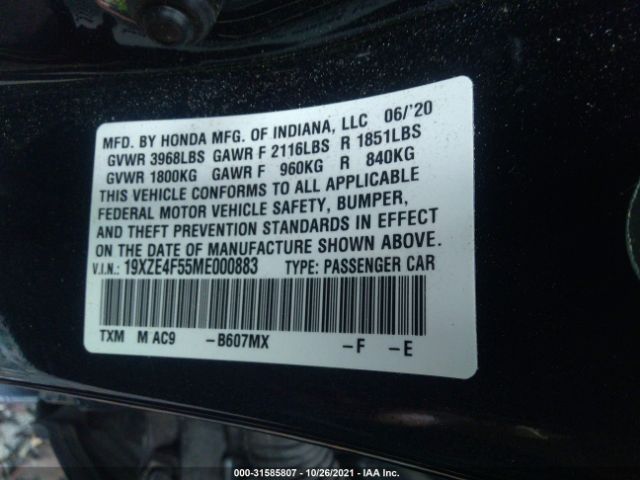 MFD. BY HONDA MFG. OF INDIANA, LLC 06/'20
GVWR 3968LBS GAWR F 2116LBS R 1851LBS
GVWR 1800KG GAWR F 960KG R 840KG
THIS VEHICLE CONFORMS TO ALL APPLICABLE
FEDERAL MOTOR VEHICLE SAFETY, BUMPER,
AND THEFT PREVENTION STANDARDS IN EFFECT
ON THE DATE OF MANUFACTURE SHOWN ABOVE.
V.I.N.: 19XZE4F55ME000883 TYPE: PASSENGER CAR
TXM M AC9 -B607MX -F -E
000-31585807 - 10/26/2021 - IAA Inc.